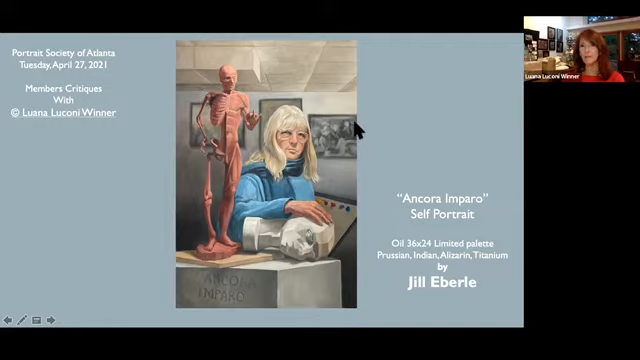 Portrait Society of Atlanta
Tuesday, April 27, 2021
Members Critiques
With
© Luana Luconi Winner
ANCORA
IMPARO
“Ancora Imparo”
Self Portrait
Oil 36x24 Limited palette
Prussian, Indian, Alizarin, Titanium
by
Jill Eberle
Luana Luconi Winner